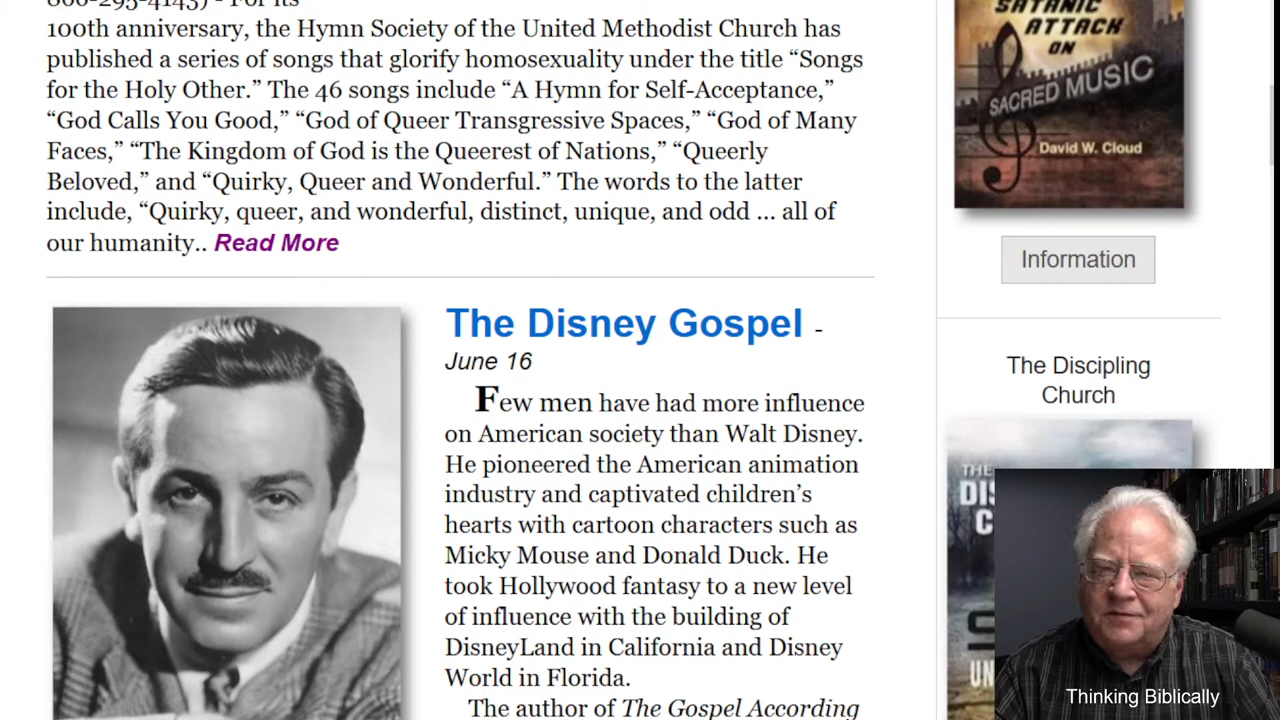 800-295-4143) - For its
100th anniversary, the Hymn Society of the United Methodist Church has
published a series of songs that glorify homosexuality under the title “Songs
for the Holy Other.” The 46 songs include “A Hymn for Self-Acceptance,”
“God Calls You Good,” “God of Queer Transgressive Spaces,” “God of Many
Faces,” “The Kingdom of God is the Queerest of Nations,” “Queerly
Beloved,” and “Quirky, Queer and Wonderful.” The words to the latter
include, “Quirky, queer, and wonderful, distinct, unique, and odd ... all of
our humanity.. Read More
The Disney Gospel -
June 16
Few men have had more influence
on American society than Walt Disney.
He pioneered the American animation
industry and captivated children’s
hearts with cartoon characters such as
Micky Mouse and Donald Duck. He
took Hollywood fantasy to a new level
of influence with the building of
DisneyLand in California and Disney
World in Florida.
The author of The Gospel According
SATANIC
ATTACK
ON
SACRED MUSIC
David W. Cloud
Information
The Discipling
Church
THE
Thinking Biblically